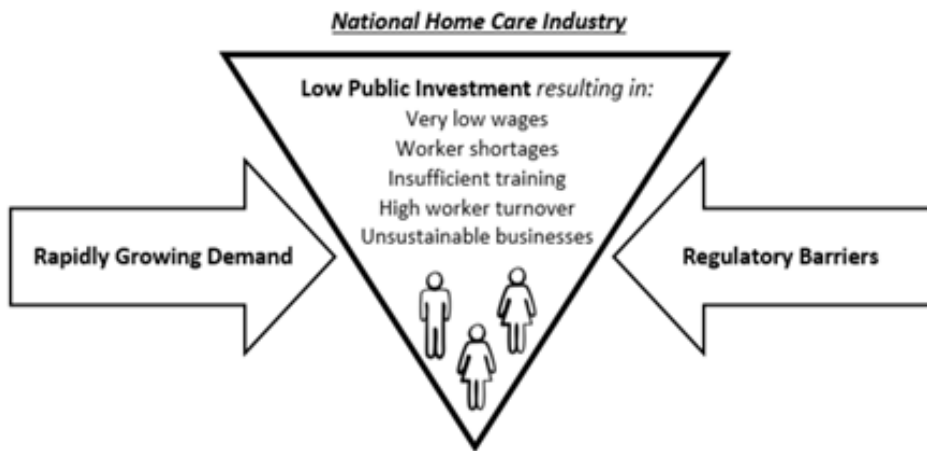 National Home Care Industry
Low Public Investment resulting in:
Very low wages
Worker shortages
Insufficient training
High worker turnover
Unsustainable businesses
Rapidly Growing Demand
Regulatory Barriers